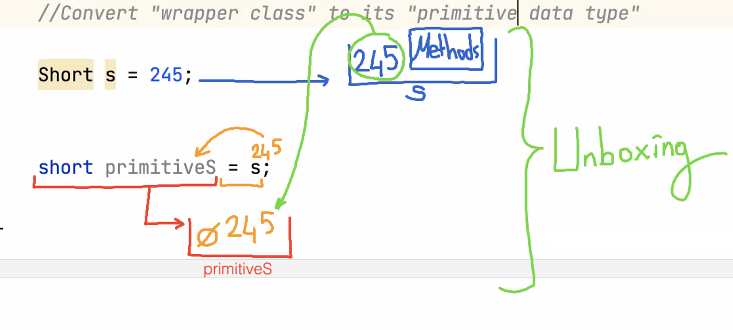 //Convert "wrapper class" to its "primitive data type"
245 Methods
Short s = 245;
S
245
short primitiveS = s;
Unboxing
∅ 245
primitiveS